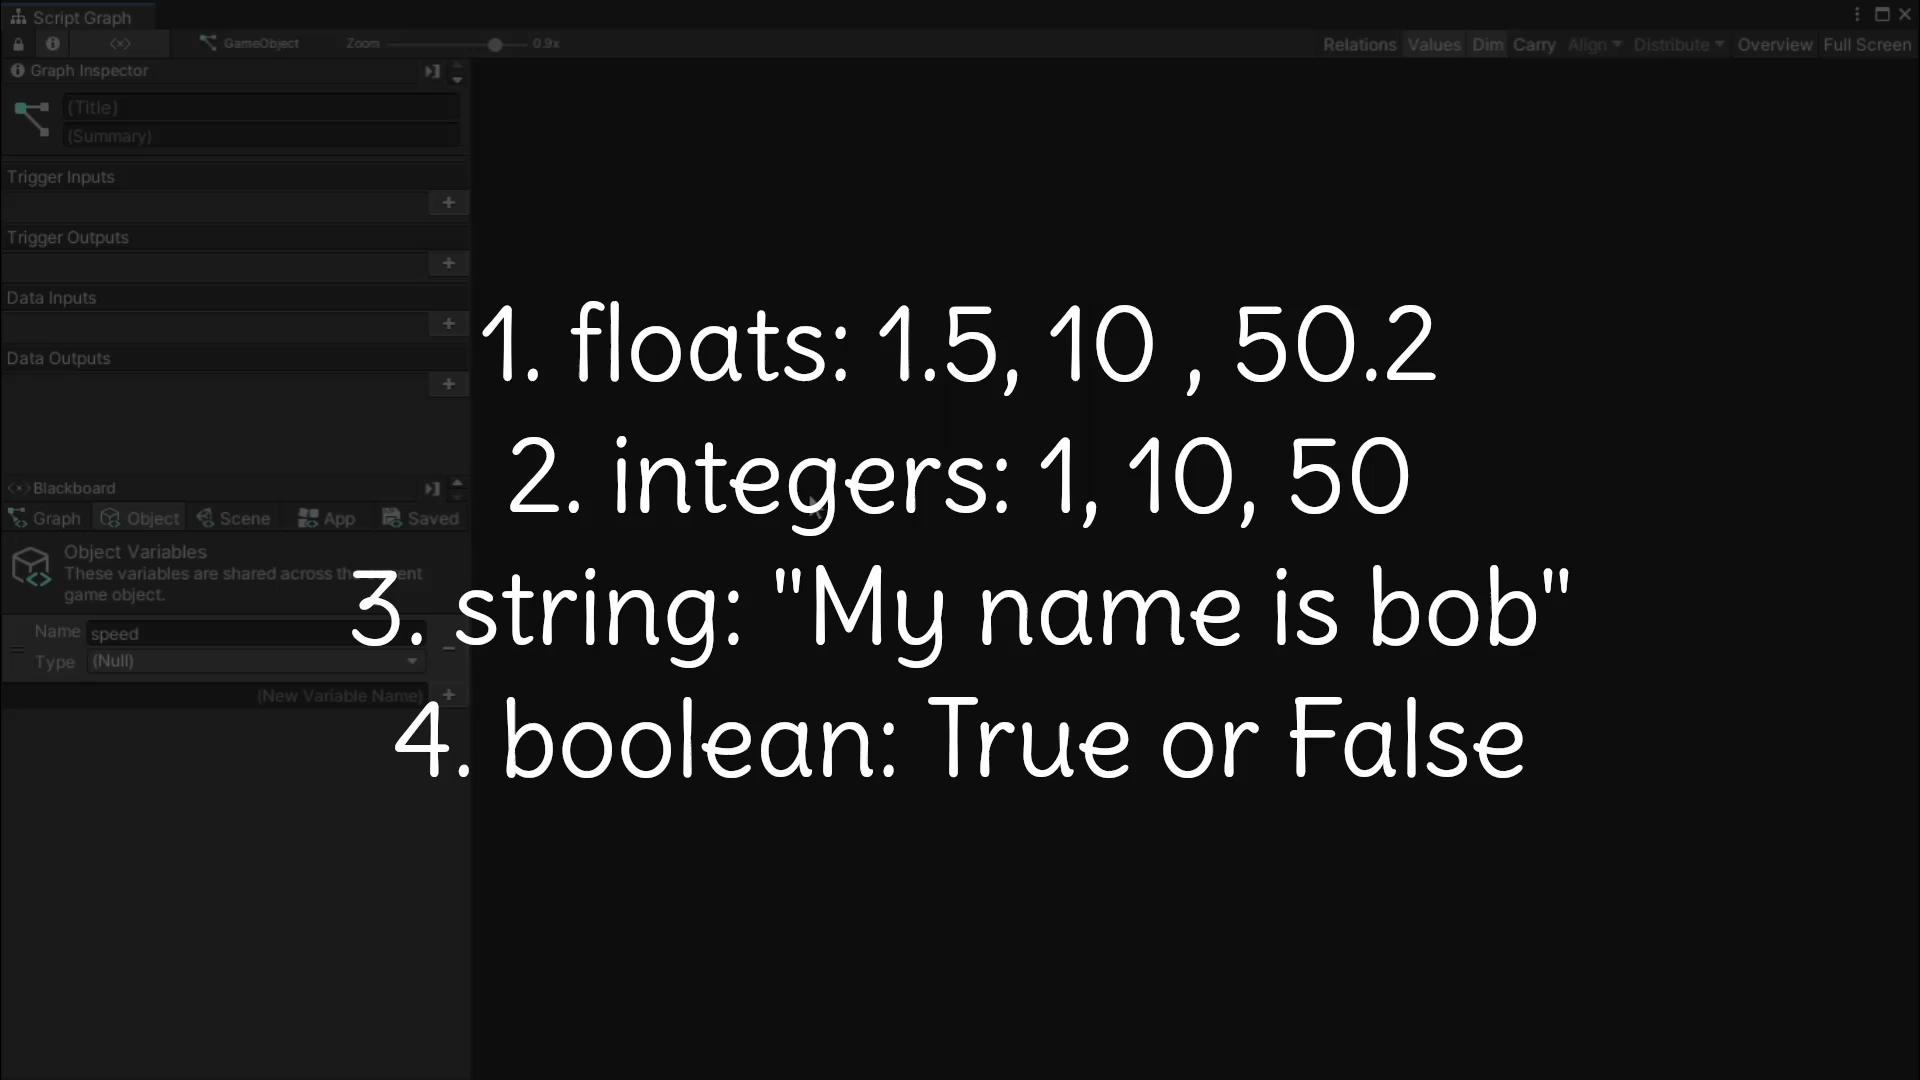 Script Graph
GameObject Zoom 0.9x Relations Values Dim Carry Align Distribute Overview Full Screen
Graph Inspector
(Title)
(Summary)
Trigger Inputs
Trigger Outputs
Data Inputs
Data Outputs
Blackboard
Graph Object Scene App Saved
Object Variables
These variables are shared across
game object.
Name speed
Type (Null)
(New Variable Name)
1. floats: 1.5, 10 , 50.2
2. integers: 1, 10, 50
3. string: "My name is bob"
4. boolean: True or False